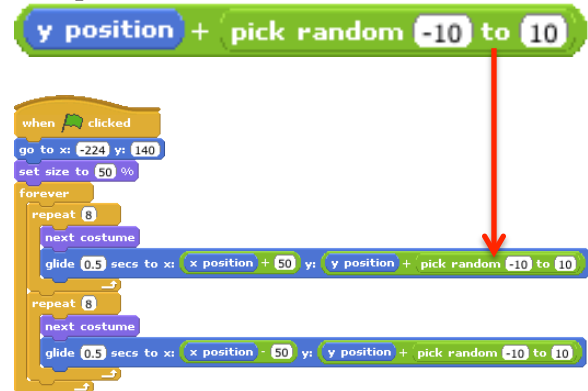 y position + pick random -10 to 10
when clicked
go to x: -224 y: 140
set size to 50 %
forever
repeat 8
next costume
glide 0.5 secs to x: x position + 50 y: y position + pick random -10 to 10
repeat 8
next costume
glide 0.5 secs to x: x position - 50 y: y position + pick random -10 to 10